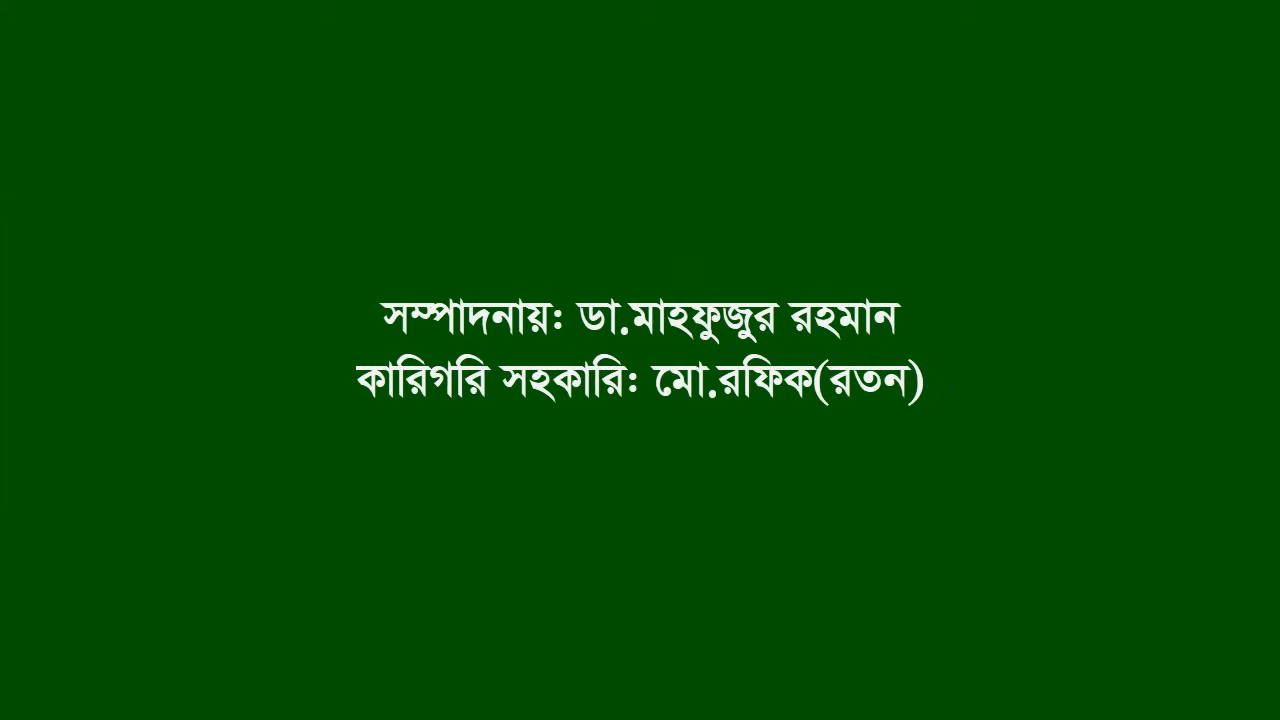 সম্পাদনায়ঃ ডা.মাহফুজুর রহমান
কারিগরি সহকারিঃ মো.রফিক(রতন)